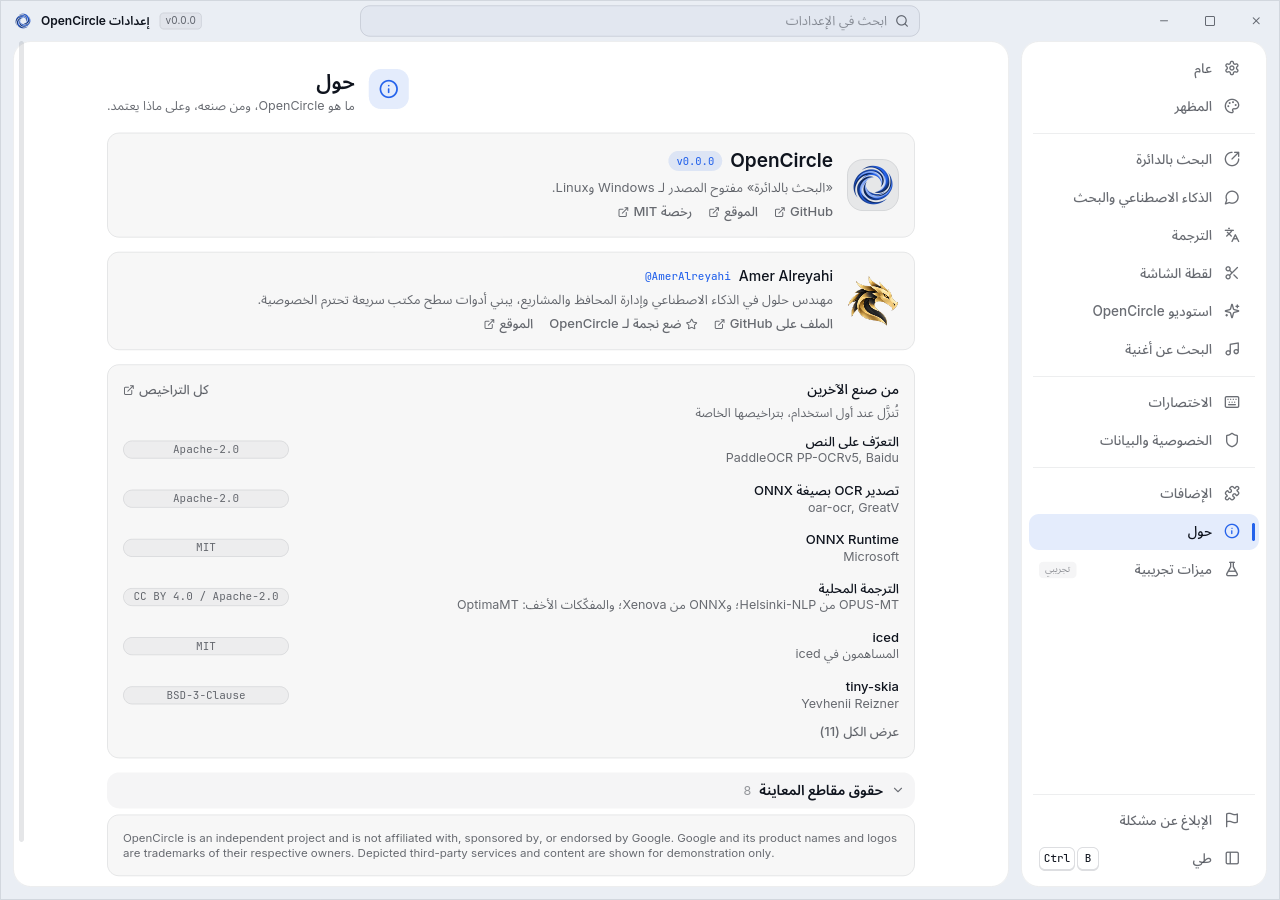 إعدادات OpenCircle v0.0.0
ابحث في الإعدادات
عام
المظهر
البحث بالدائرة
الذكاء الاصطناعي والبحث
الترجمة
لقطة الشاشة
استوديو OpenCircle
البحث عن أغنية
الاختصارات
الخصوصية والبيانات
الإضافات
حول
ميزات تجريبية تجريبي
الإبلاغ عن مشكلة
طي Ctrl B
حول
ما هو OpenCircle، ومن صنعه، وعلى ماذا يعتمد.
OpenCircle v0.0.0
«البحث بالدائرة» مفتوح المصدر لـ Windows وLinux.
GitHub الموقع رخصة MIT
Amer Alreyahi @AmerAlreyahi
مهندس حلول في الذكاء الاصطناعي وإدارة المحافظ والمشاريع، يبني أدوات سطح مكتب سريعة تحترم الخصوصية.
الملف على GitHub ضع نجمة لـ OpenCircle الموقع
من صنع الآخرين كل التراخيص
تُنزَّل عند أول استخدام، بتراخيصها الخاصة
التعرّف على النص
PaddleOCR PP-OCRv5, Baidu
Apache-2.0
تصدير OCR بصيغة ONNX
oar-ocr, GreatV
Apache-2.0
ONNX Runtime
Microsoft
MIT
الترجمة المحلية
OPUS-MT من Helsinki-NLP؛ وONNX من Xenova؛ والمفكّكات الأخف: OptimaMT
CC BY 4.0 / Apache-2.0
iced
المساهمون في iced
MIT
tiny-skia
Yevhenii Reizner
BSD-3-Clause
عرض الكل (11)
حقوق مقاطع المعاينة 8
OpenCircle is an independent project and is not affiliated with, sponsored by, or endorsed by Google. Google and its product names and logos
are trademarks of their respective owners. Depicted third-party services and content are shown for demonstration only.